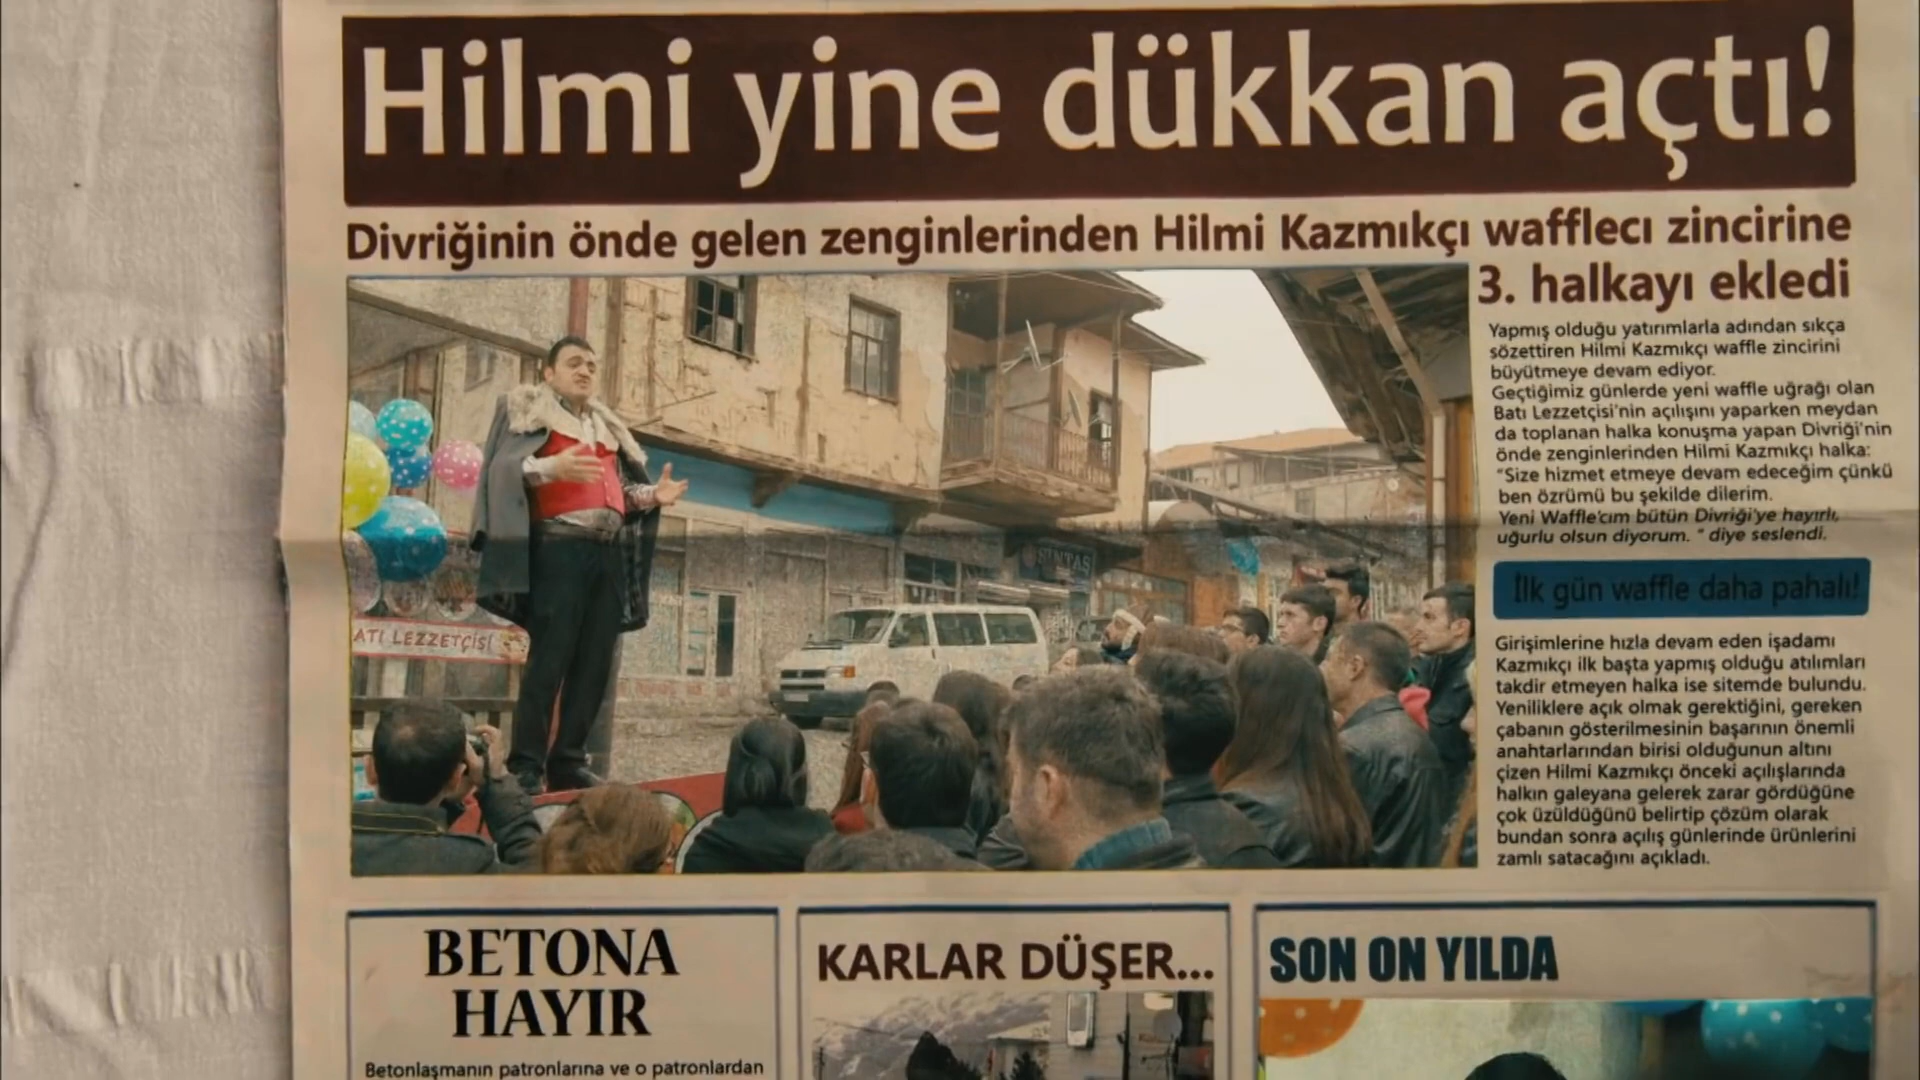 Hilmi yine dükkan açtı!
Divriğinin önde gelen zenginlerinden Hilmi Kazmıkçı wafflecı zincirine
3. halkayı ekledi
Yapmış olduğu yatırımlarla adından sıkça
sözettiren Hilmi Kazmıkçı waffle zincirini
büyütmeye devam ediyor.
Geçtiğimiz günlerde yeni waffle uğrağı olan
Batı Lezzetçisi'nin açılışını yaparken meydan
da toplanan halka konuşma yapan Divriği'nin
önde zenginlerinden Hilmi Kazmıkçı halka:
"Size hizmet etmeye devam edeceğim çünkü
ben özrümü bu şekilde dilerim.
Yeni Waffle'cım bütün Divriği'ye hayırlı,
uğurlu olsun diyorum. " diye seslendi.
İlk gün waffle daha pahalı!
Girişimlerine hızla devam eden işadamı
Kazmıkçı ilk başta yapmış olduğu atılımları
takdir etmeyen halka ise sitemde bulundu.
Yeniliklere açık olmak gerektiğini, gereken
çabanın gösterilmesinin başarının önemli
anahtarlarından birisi olduğunun altını
çizen Hilmi Kazmıkçı önceki açılışlarında
halkın galeyana gelerek zarar gördüğüne
çok üzüldüğünü belirtip çözüm olarak
bundan sonra açılış günlerinde ürünlerini
zamlı satacağını açıkladı.
ATI LEZZETÇİSİ
BETONA
HAYIR
Betonlaşmanın patronlarına ve o patronlardan
KARLAR DÜŞER...
SON ON YILDA